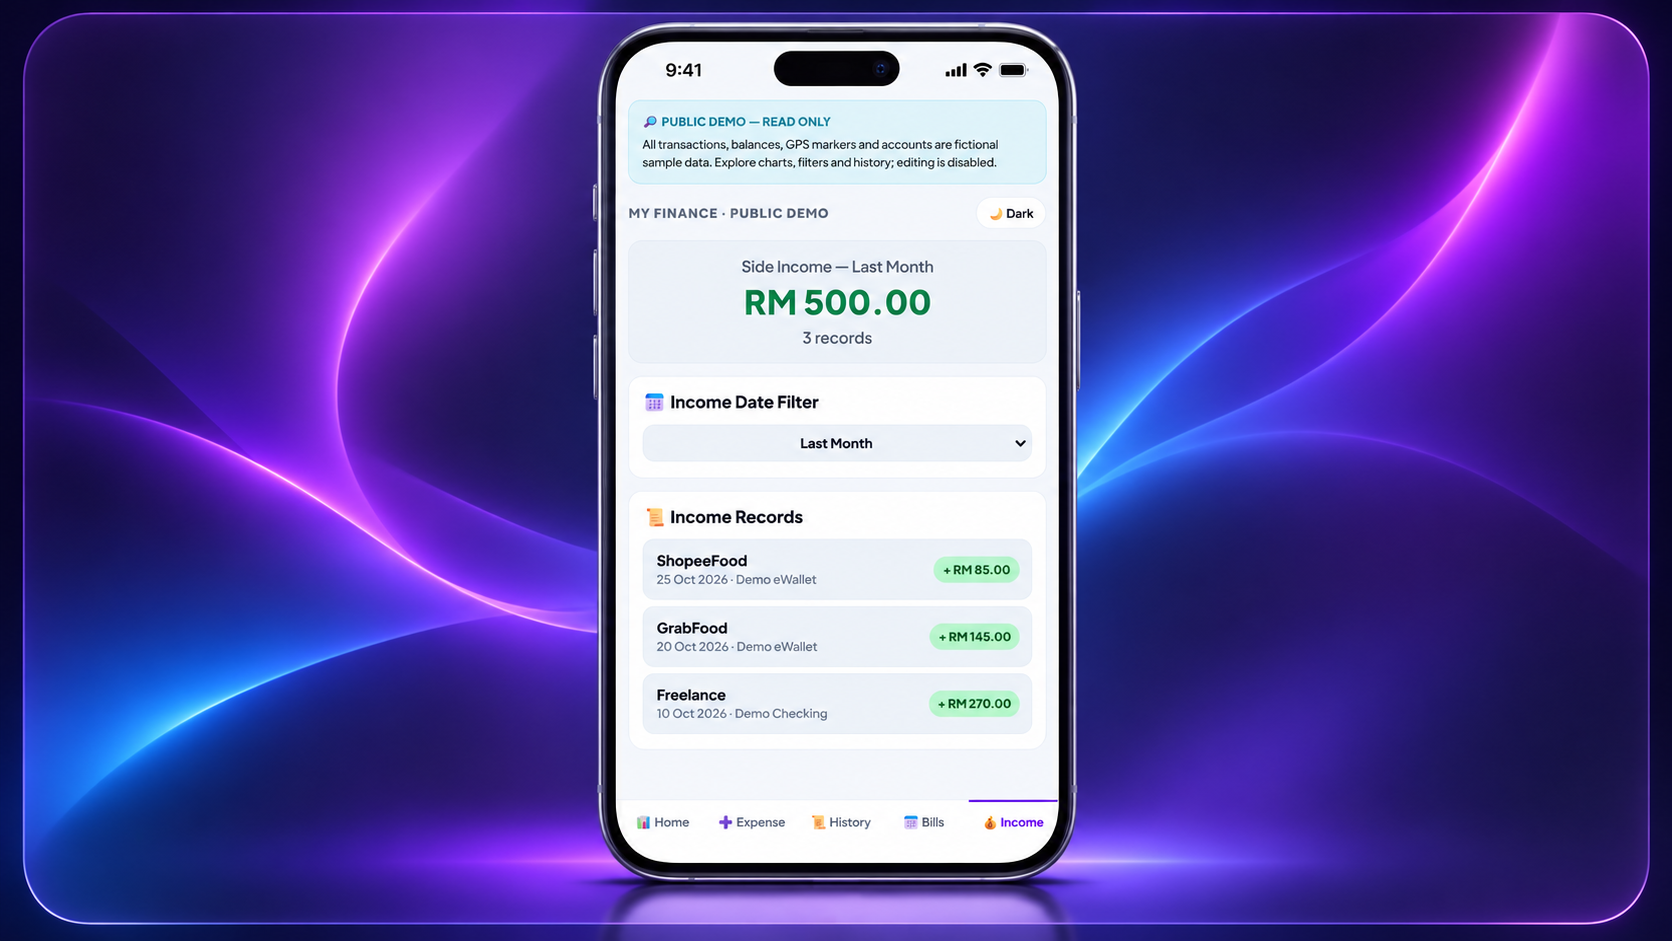 9:41
PUBLIC DEMO — READ ONLY
All transactions, balances, GPS markers and accounts are fictional
sample data. Explore charts, filters and history; editing is disabled.
MY FINANCE · PUBLIC DEMO
Dark
Side Income — Last Month
RM 500.00
3 records
Income Date Filter
Last Month
Income Records
ShopeeFood
+ RM 85.00
25 Oct 2026 · Demo eWallet
GrabFood
+ RM 145.00
20 Oct 2026 · Demo eWallet
Freelance
+ RM 270.00
10 Oct 2026 · Demo Checking
Home
Expense
History
Bills
Income